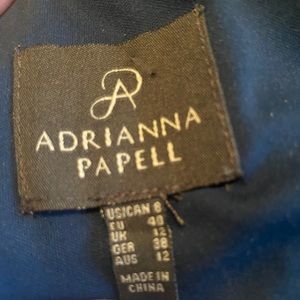 AP
ADRIANNA
PAPELL
US/CAN 8
EU 40
UK 12
GER 38
AUS 12
MADE IN
CHINA